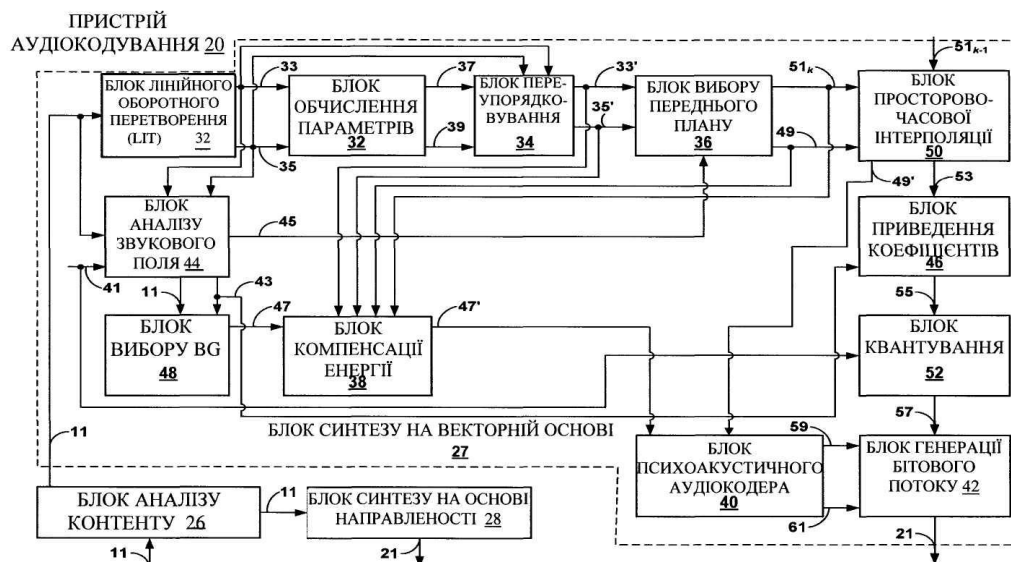 ПРИСТРІЙ
АУДІОКОДУВАННЯ 20
51k-1
БЛОК ЛІНІЙНОГО
ОБОРОТНОГО
ПЕРЕТВОРЕННЯ
(LIT) 32
33
35
БЛОК
ОБЧИСЛЕННЯ
ПАРАМЕТРІВ
32
37
39
БЛОК ПЕРЕ-
УПОРЯДКО-
ВУВАННЯ
34
33'
35'
БЛОК ВИБОРУ
ПЕРЕДНЬОГО
ПЛАНУ
36
51k
49
БЛОК
ПРОСТОРОВО-
ЧАСОВОЇ
ІНТЕРПОЛЯЦІЇ
50
49'
53
БЛОК
АНАЛІЗУ
ЗВУКОВОГО
ПОЛЯ 44
45
41
11
43
БЛОК
ПРИВЕДЕННЯ
КОЕФІЦІЄНТІВ
46
55
БЛОК
ВИБОРУ BG
48
47
БЛОК
КОМПЕНСАЦІЇ
ЕНЕРГІЇ
38
47'
БЛОК
КВАНТУВАННЯ
52
57
БЛОК СИНТЕЗУ НА ВЕКТОРНІЙ ОСНОВІ
27
БЛОК
ПСИХОАКУСТИЧНОГО
АУДІОКОДЕРА
40
59
61
БЛОК ГЕНЕРАЦІЇ
БІТОВОГО
ПОТОКУ 42
21
11
БЛОК АНАЛІЗУ
КОНТЕНТУ 26
11
11
БЛОК СИНТЕЗУ НА ОСНОВІ
НАПРАВЛЕНОСТІ 28
21